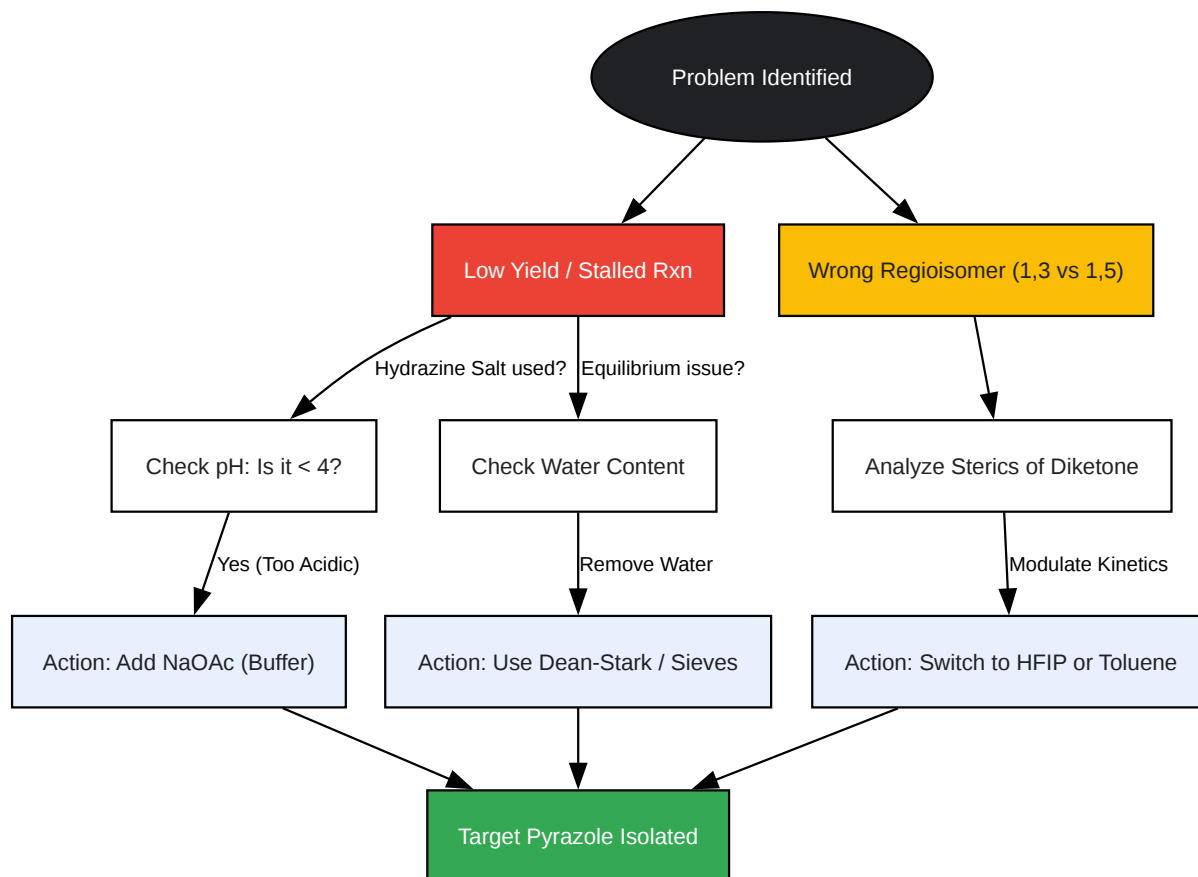 Problem Identified
Low Yield / Stalled Rxn
Wrong Regioisomer (1,3 vs 1,5)
Hydrazine Salt used?
Equilibrium issue?
Check pH: Is it < 4?
Check Water Content
Analyze Sterics of Diketone
Yes (Too Acidic)
Remove Water
Modulate Kinetics
Action: Add NaOAc (Buffer)
Action: Use Dean-Stark / Sieves
Action: Switch to HFIP or Toluene
Target Pyrazole Isolated